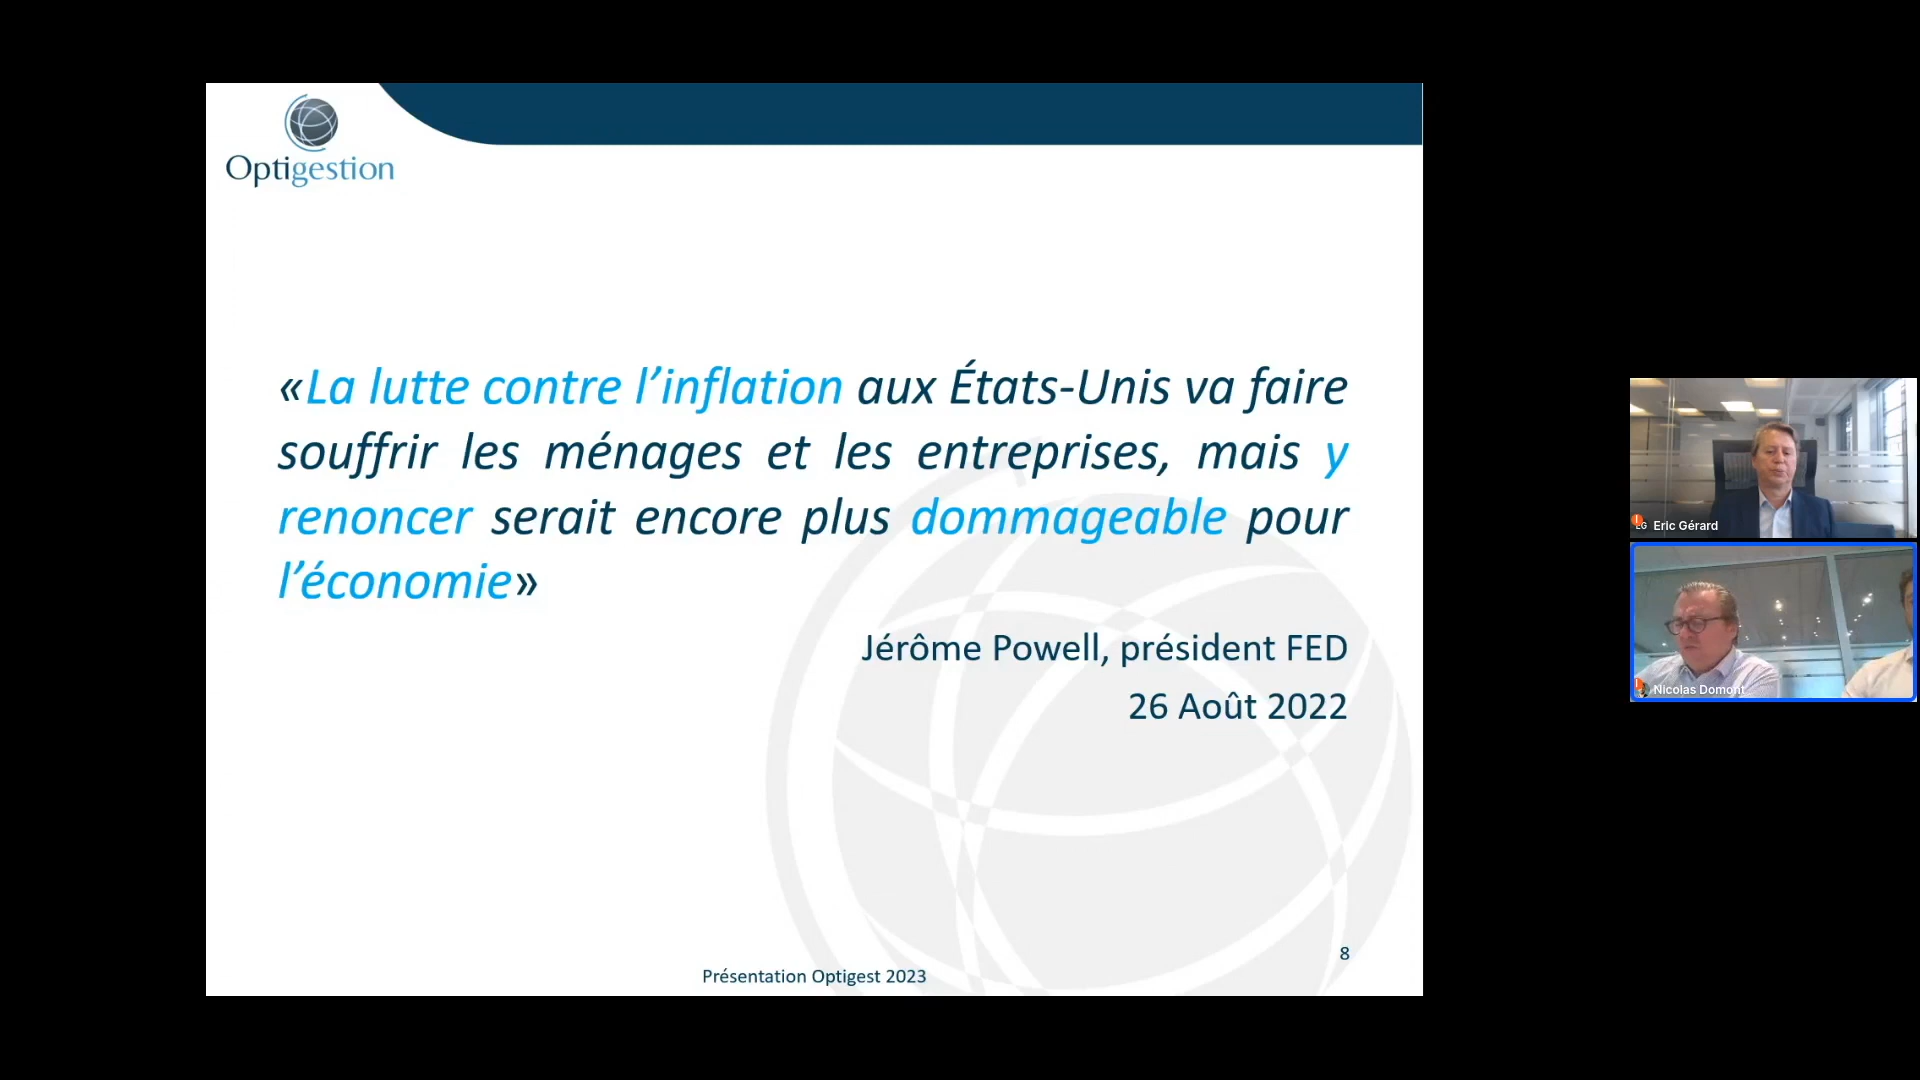 Optigestion
«La lutte contre l’inflation aux États-Unis va faire
souffrir les ménages et les entreprises, mais y
renoncer serait encore plus dommageable pour
l’économie»
Jérôme Powell, président FED
26 Août 2022
8
Présentation Optigest 2023
EG Eric Gérard
Nicolas Domont